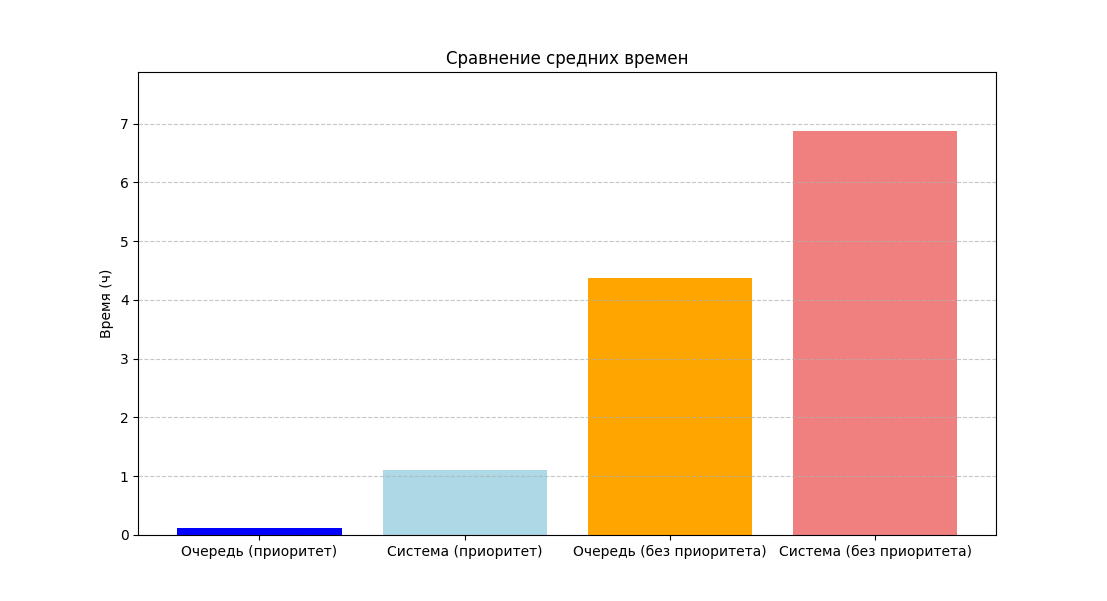 Сравнение средних времен
Время (ч)
7
6
5
4
3
2
1
0
Очередь (приоритет)
Система (приоритет)
Очередь (без приоритета)
Система (без приоритета)